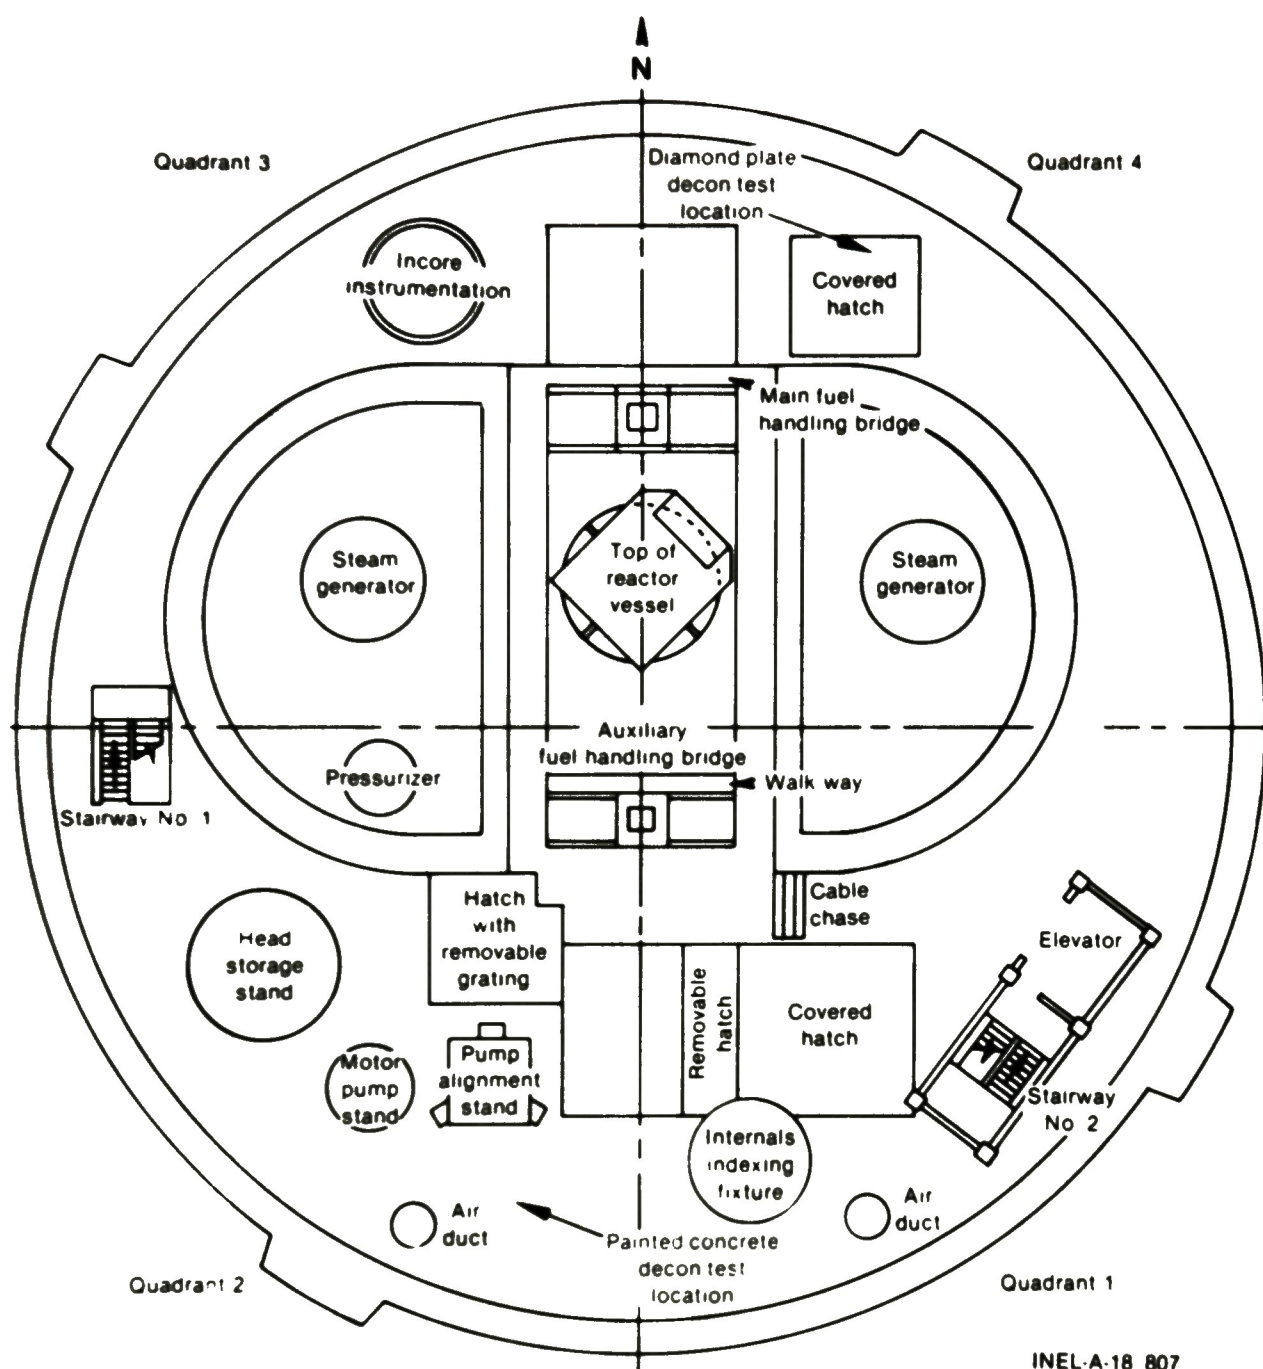 N
Quadrant 3
Quadrant 4
Diamond plate
decon test
location
Incore
instrumentation
Covered
hatch
Main fuel
handling bridge
Steam
generator
Top of
reactor
vessel
Steam
generator
Auxiliary
fuel handling bridge
Pressurizer
Walk way
Stairway No 1
Hatch
with
removable
grating
Cable
chase
Head
storage
stand
Elevator
Removable
hatch
Covered
hatch
Motor
pump
stand
Pump
alignment
stand
Stairway
No 2
Internals
indexing
fixture
Air
duct
Air
duct
Painted concrete
decon test
location
Quadrant 2
Quadrant 1
INEL-A-18 807